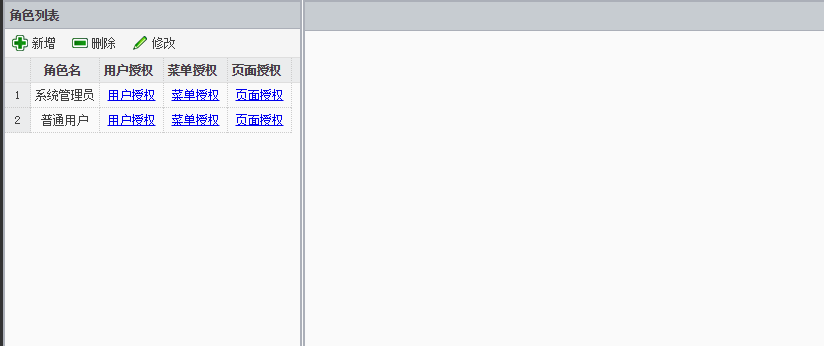 角色列表
新增 删除 修改
角色名 用户授权 菜单授权 页面授权
1 系统管理员 用户授权 菜单授权 页面授权
2 普通用户 用户授权 菜单授权 页面授权